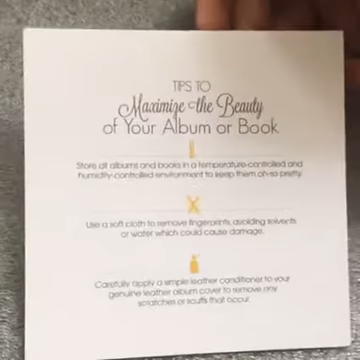 TIPS TO
Maximize the Beauty
of Your Album or Book
Store all albums and books in a temperature-controlled and
humidity-controlled environment to keep them oh-so pretty.
Use a soft cloth to remove fingerprints, avoiding solvents
or water which could cause damage.
Carefully apply a simple leather conditioner to your
genuine leather album cover to remove any
scratches or scuffs that occur.